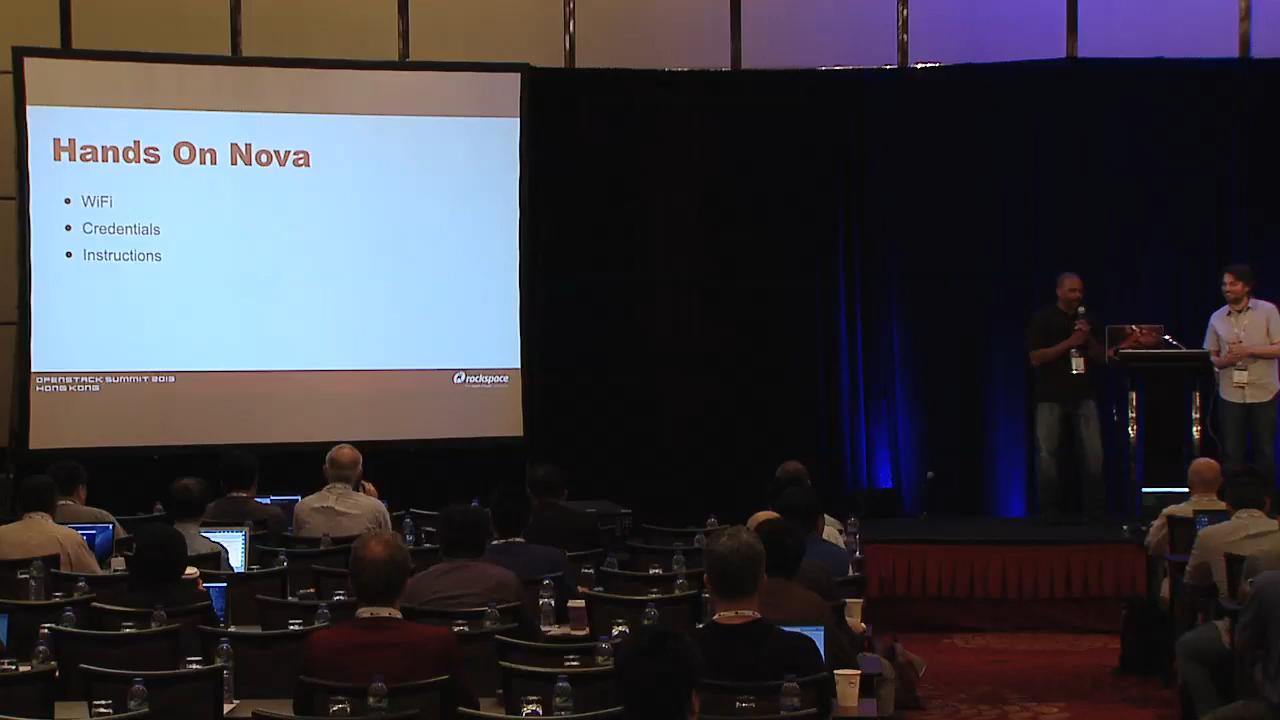 Hands On Nova
WiFi
Credentials
Instructions
OPENSTACK SUMMIT 2013
HONG KONG
rackspace